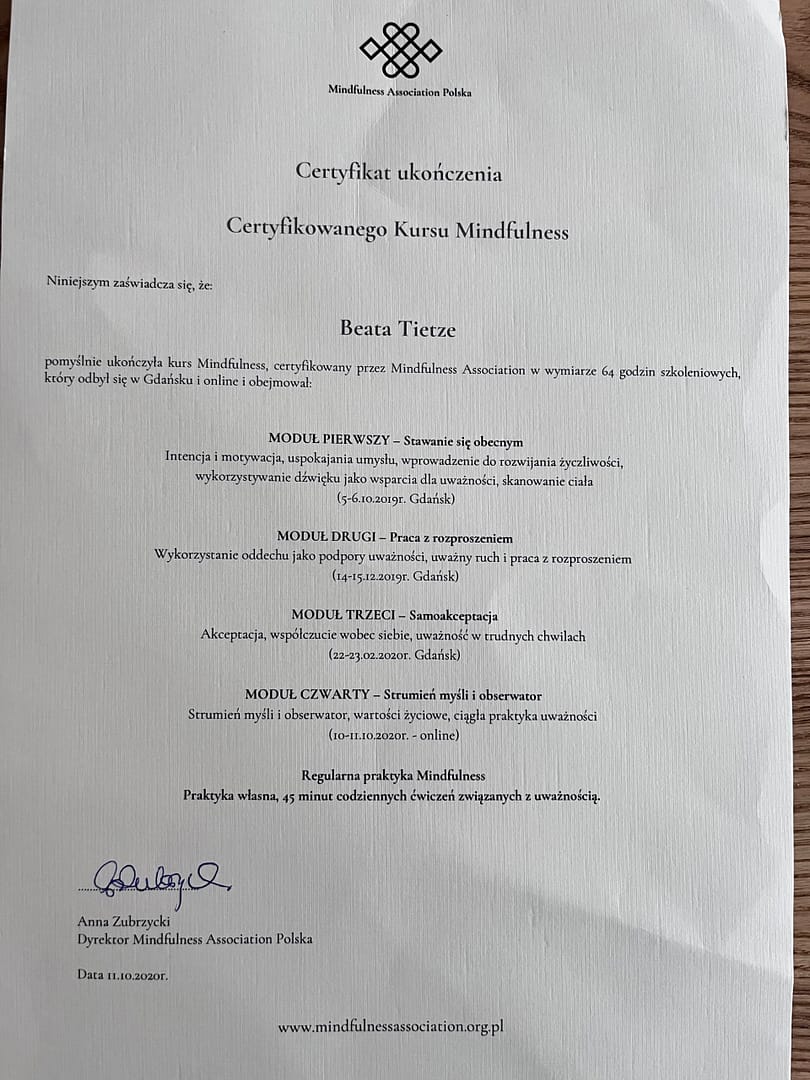 Mindfulness Association Polska
Certyfikat ukończenia
Certyfikowanego Kursu Mindfulness
Niniejszym zaświadcza się, że:
Beata Tietze
pomyślnie ukończyła kurs Mindfulness, certyfikowany przez Mindfulness Association w wymiarze 64 godzin szkoleniowych,
który odbył się w Gdańsku i online i obejmował:
MODUŁ PIERWSZY – Stawanie się obecnym
Intencja i motywacja, uspokajania umysłu, wprowadzenie do rozwijania życzliwości,
wykorzystywanie dźwięku jako wsparcia dla uważności, skanowanie ciała
(5-6.10.2019r. Gdańsk)
MODUŁ DRUGI – Praca z rozproszeniem
Wykorzystanie oddechu jako podpory uważności, uważny ruch i praca z rozproszeniem
(14-15.12.2019r. Gdańsk)
MODUŁ TRZECI – Samoakceptacja
Akceptacja, współczucie wobec siebie, uważność w trudnych chwilach
(22-23.02.2020r. Gdańsk)
MODUŁ CZWARTY – Strumień myśli i obserwator
Strumień myśli i obserwator, wartości życiowe, ciągła praktyka uważności
(10-11.10.2020r. - online)
Regularna praktyka Mindfulness
Praktyka własna, 45 minut codziennych ćwiczeń związanych z uważnością.
Anna Zubrzycki
Dyrektor Mindfulness Association Polska
Data 11.10.2020r.
www.mindfulnessassociation.org.pl